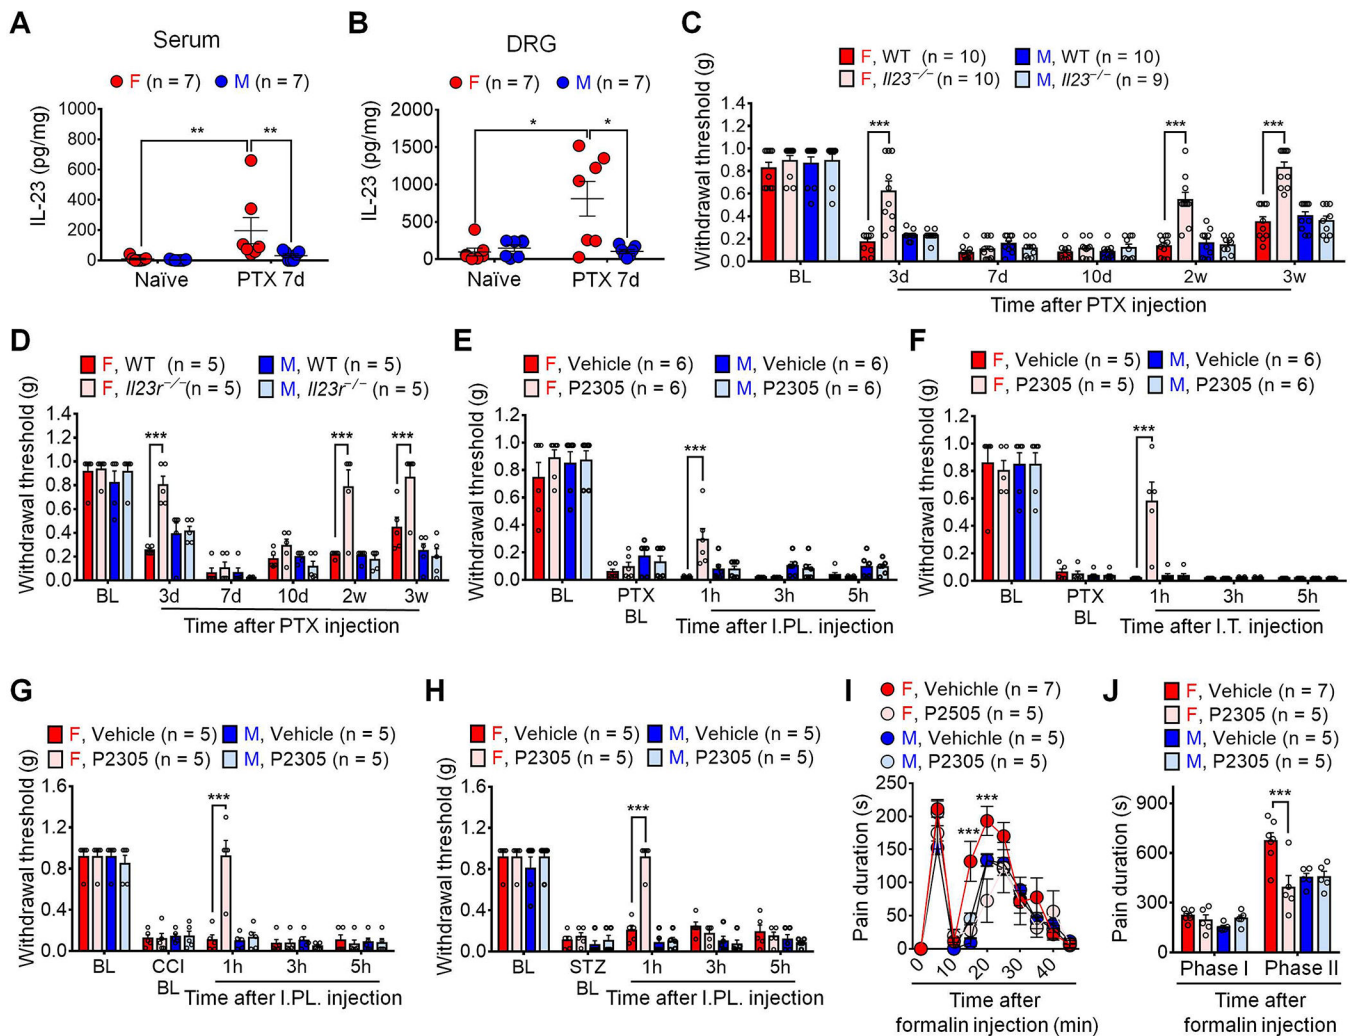 A
Serum
F (n = 7) M (n = 7)
IL-23 (pg/mg)
1000
800
600
400
200
0
** **
Naïve PTX 7d
B
DRG
F (n = 7) M (n = 7)
IL-23 (pg/mg)
2000
1500
1000
500
0
* *
Naïve PTX 7d
C
F, WT (n = 10) M, WT (n = 10)
F, Il23−/− (n = 10) M, Il23−/− (n = 9)
Withdrawal threshold (g)
1.4
1.2
1.0
0.8
0.6
0.4
0.2
0.0
*** *** ***
BL 3d 7d 10d 2w 3w
Time after PTX injection
D
F, WT (n = 5) M, WT (n = 5)
F, Il23r−/−(n = 5) M, Il23r−/− (n = 5)
Withdrawal threshold (g)
1.4
1.2
1.0
0.8
0.6
0.4
0.2
0.0
*** *** ***
BL 3d 7d 10d 2w 3w
Time after PTX injection
E
F, Vehicle (n = 6) M, Vehicle (n = 6)
F, P2305 (n = 6) M, P2305 (n = 6)
Withdrawal threshold (g)
1.2
1.0
0.8
0.6
0.4
0.2
0.0
***
BL PTX 1h 3h 5h
BL Time after I.PL. injection
F
F, Vehicle (n = 5) M, Vehicle (n = 6)
F, P2305 (n = 5) M, P2305 (n = 6)
Withdrawal threshold (g)
1.2
1.0
0.8
0.6
0.4
0.2
0.0
***
BL PTX 1h 3h 5h
BL Time after I.T. injection
G
F, Vehicle (n = 5) M, Vehicle (n = 5)
F, P2305 (n = 5) M, P2305 (n = 5)
Withdrawal threshold (g)
1.6
1.2
0.8
0.4
0.0
***
BL CCI 1h 3h 5h
BL Time after I.PL. injection
H
F, Vehicle (n = 5) M, Vehicle (n = 5)
F, P2305 (n = 5) M, P2305 (n = 5)
Withdrawal threshold (g)
1.6
1.2
0.8
0.4
0.0
***
BL STZ 1h 3h 5h
BL Time after I.PL. injection
I
F, Vehichle (n = 7)
F, P2505 (n = 5)
M, Vehichle (n = 5)
M, P2305 (n = 5)
Pain duration (s)
250
200
150
100
50
0
*** ***
0 10 20 30 40
Time after
formalin injection (min)
J
F, Vehicle (n = 7)
F, P2305 (n = 5)
M, Vehicle (n = 5)
M, P2305 (n = 5)
Pain duration (s)
900
600
300
0
***
Phase I Phase II
Time after
formalin injection